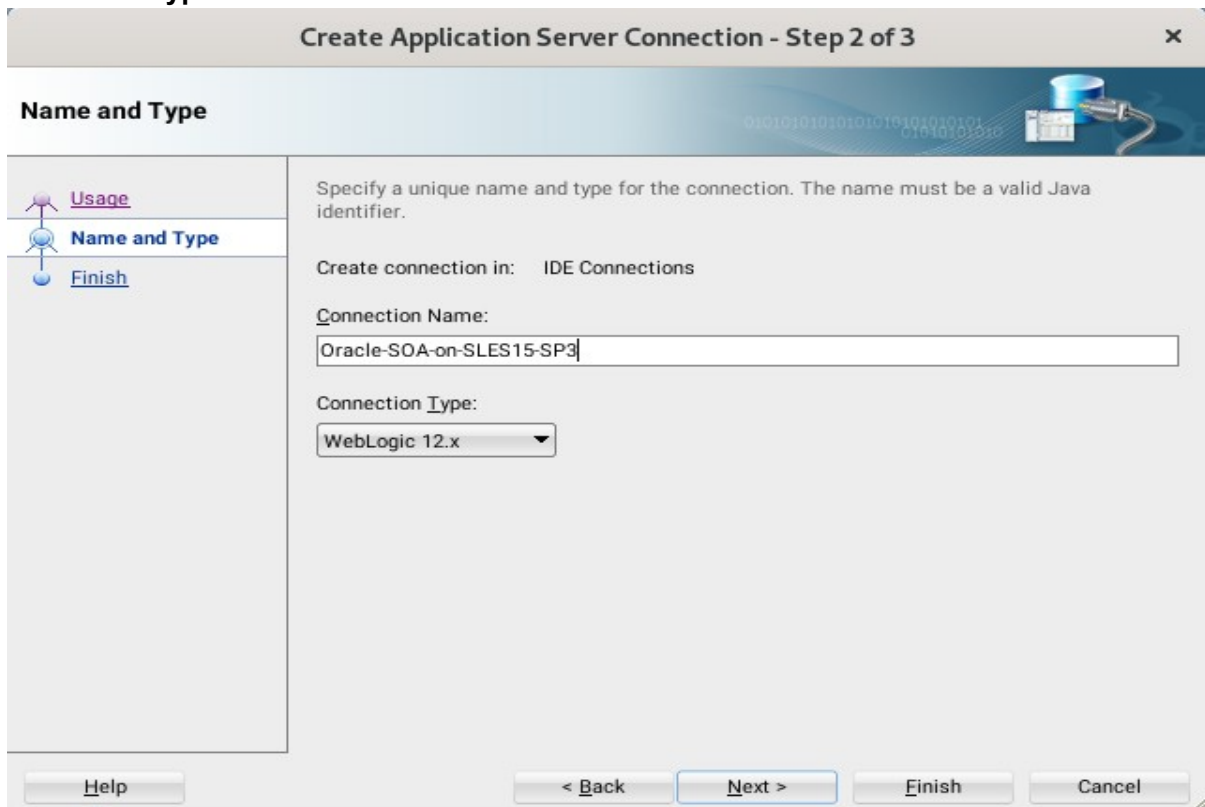 Create Application Server Connection - Step 2 of 3
Name and Type
Usage
Name and Type
Finish
Specify a unique name and type for the connection. The name must be a valid Java
identifier.
Create connection in: IDE Connections
Connection Name:
Oracle-SOA-on-SLES15-SP3
Connection Type:
WebLogic 12.x
Help
< Back
Next >
Finish
Cancel